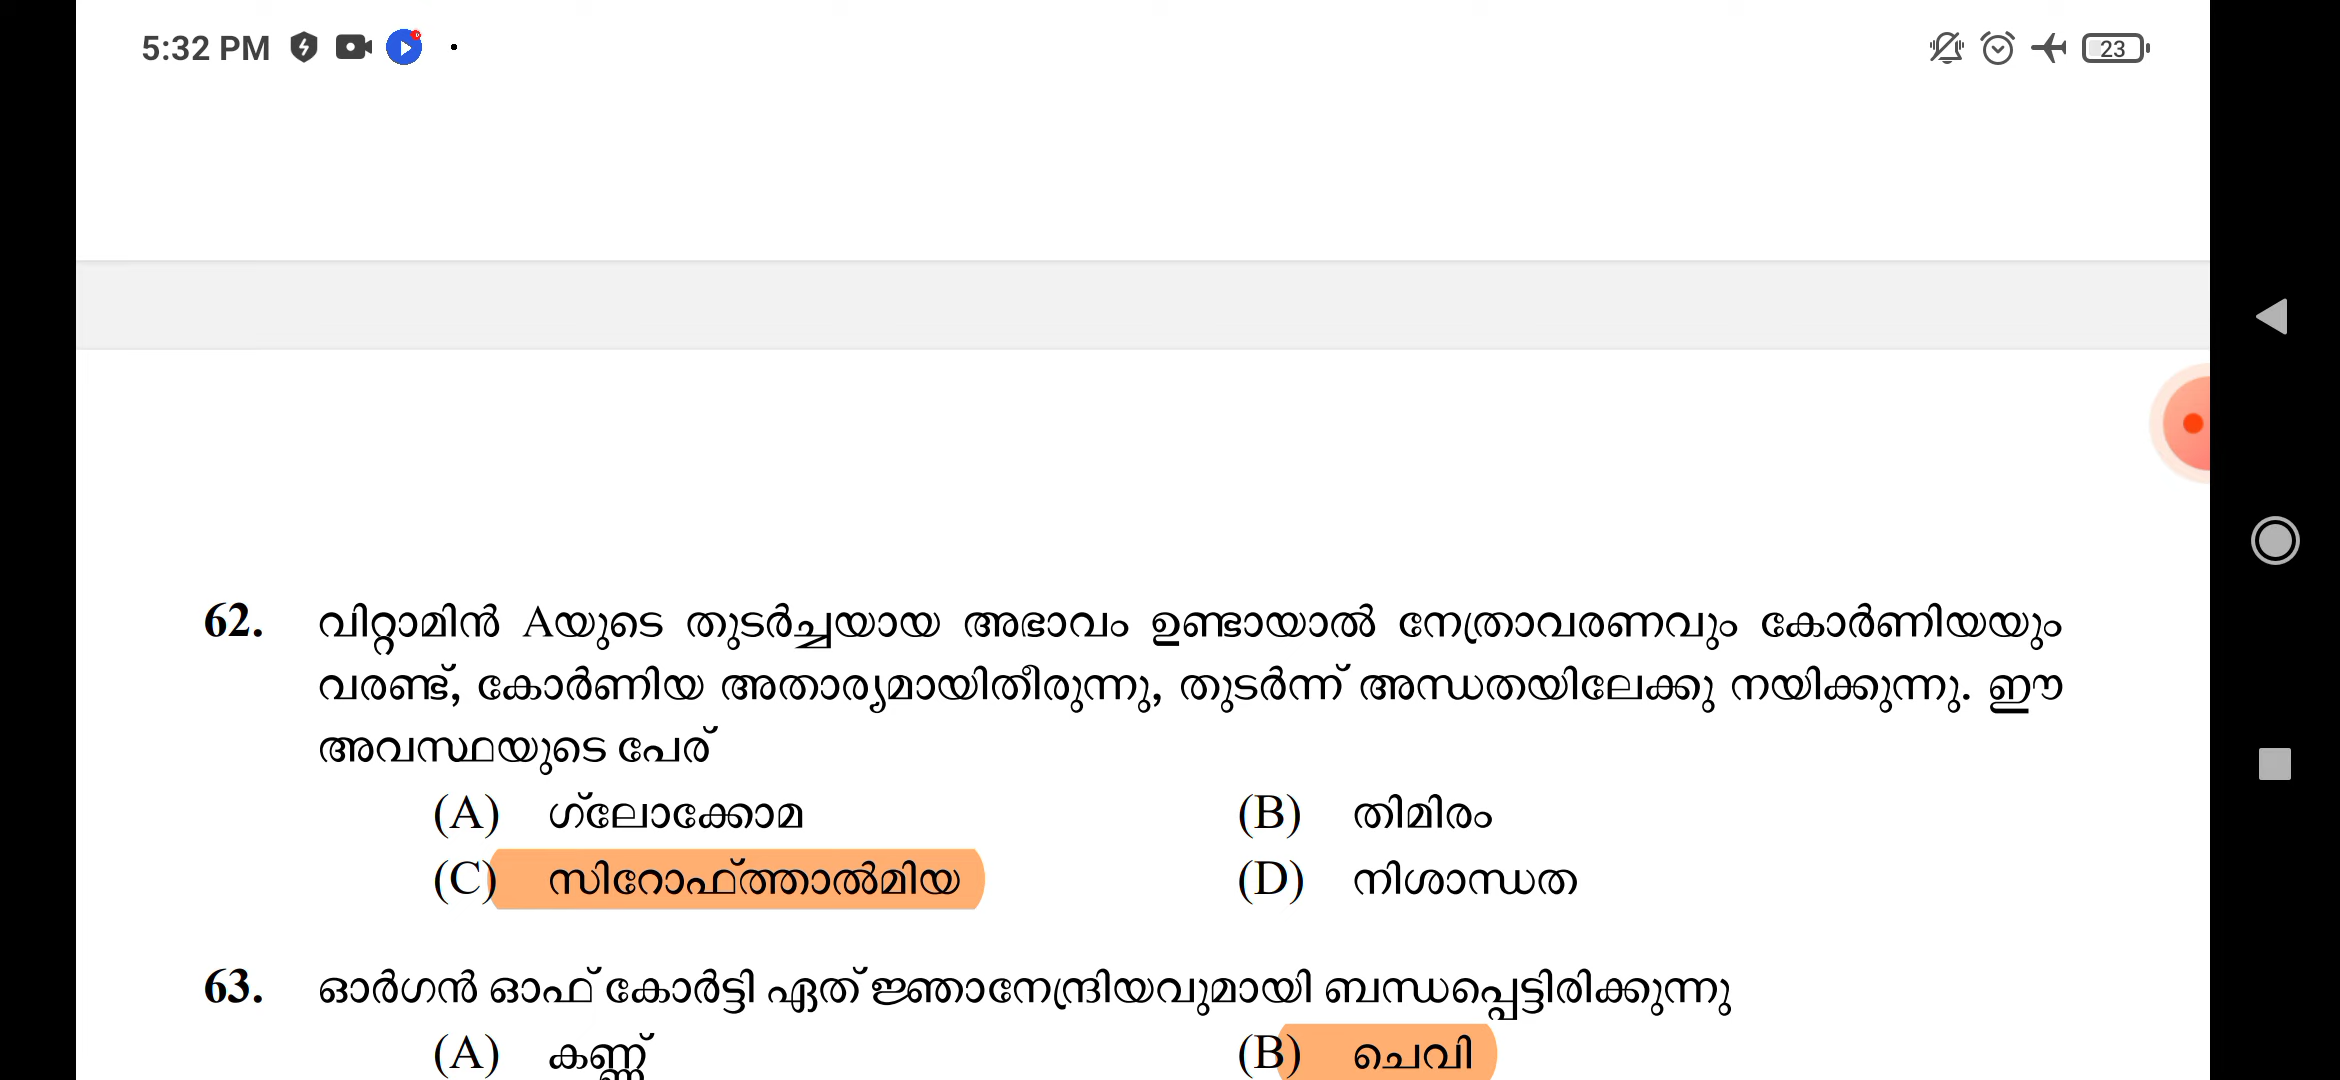 5:32 PM
23
62. വിറ്റാമിൻ Aയുടെ തുടർച്ചയായ അഭാവം ഉണ്ടായാൽ നേത്രാവരണവും കോർണിയയും
വരണ്ട്, കോർണിയ അതാര്യമായിതീരുന്നു, തുടർന്ന് അന്ധതയിലേക്കു നയിക്കുന്നു. ഈ
അവസ്ഥയുടെ പേര്
(A) ഗ്ലോക്കോമ (B) തിമിരം
(C) സിറോഫ്ത്താൽമിയ (D) നിശാന്ധത
63. ഓർഗൻ ഓഫ് കോർട്ടി ഏത് ജ്ഞാനേന്ദ്രിയവുമായി ബന്ധപ്പെട്ടിരിക്കുന്നു
(A) കണ്ണ് (B) ചെവി